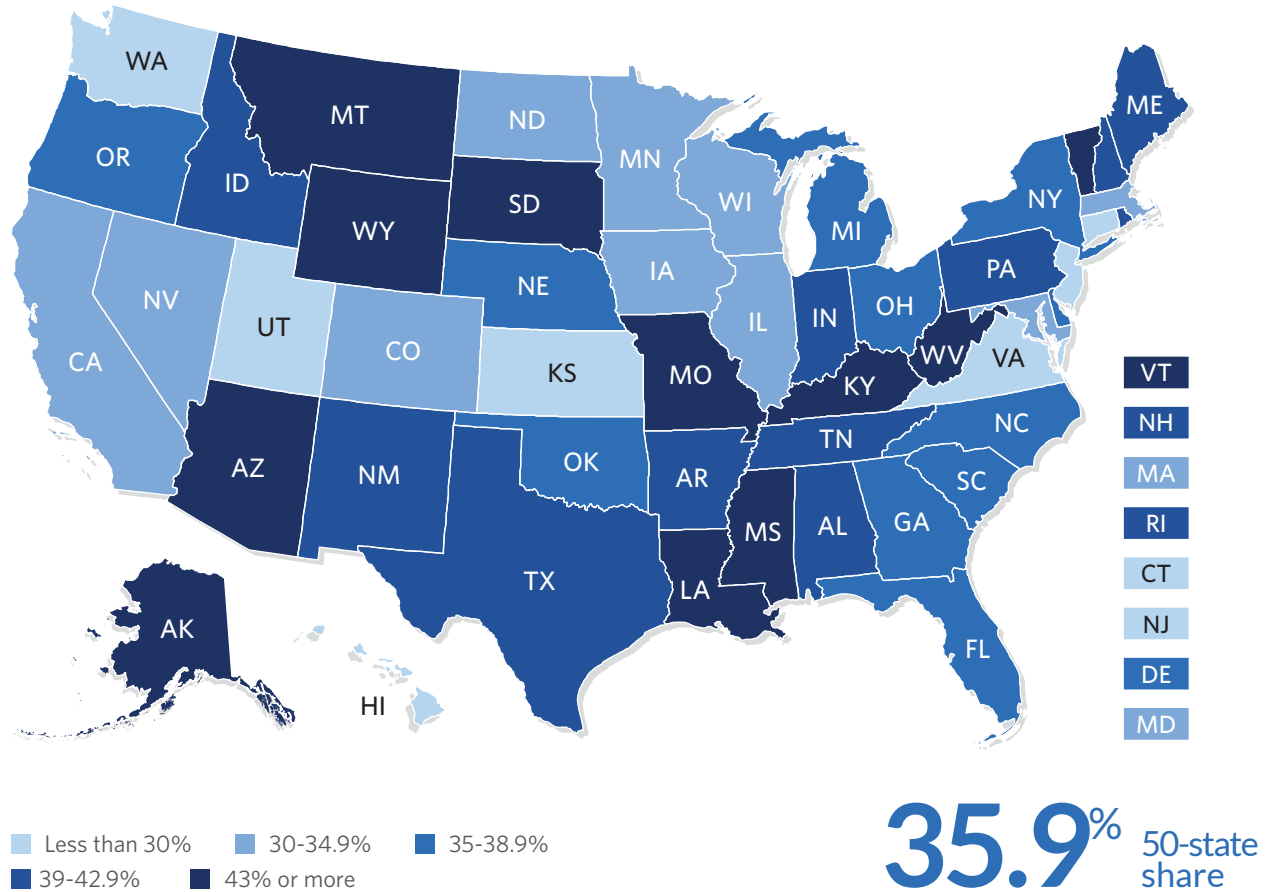 WA
MT
ND
ME
OR
MN
ID
SD
WI
NY
WY
MI
IA
PA
NE
NV
IL
IN
OH
UT
CO
WV
VA
CA
KS
MO
KY
VT
NC
NH
TN
AZ
NM
OK
AR
SC
MA
GA
MS
AL
RI
TX
CT
LA
NJ
AK
FL
DE
HI
MD
Less than 30%
30-34.9%
35-38.9%
39-42.9%
43% or more
35.9%
50-state
share